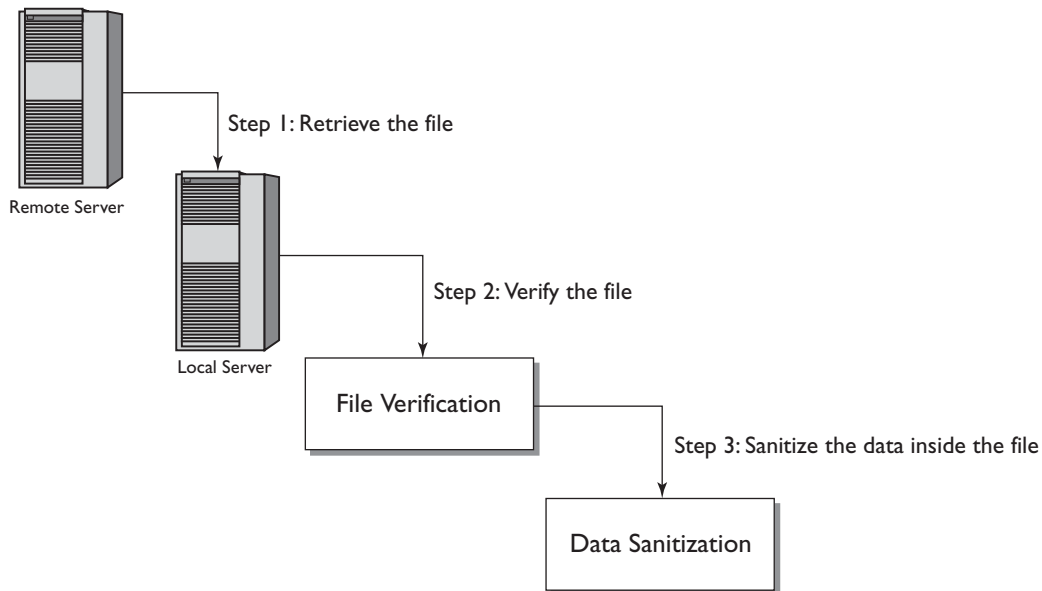 Step 1: Retrieve the file
Remote Server
Step 2: Verify the file
Local Server
File Verification
Step 3: Sanitize the data inside the file
Data Sanitization